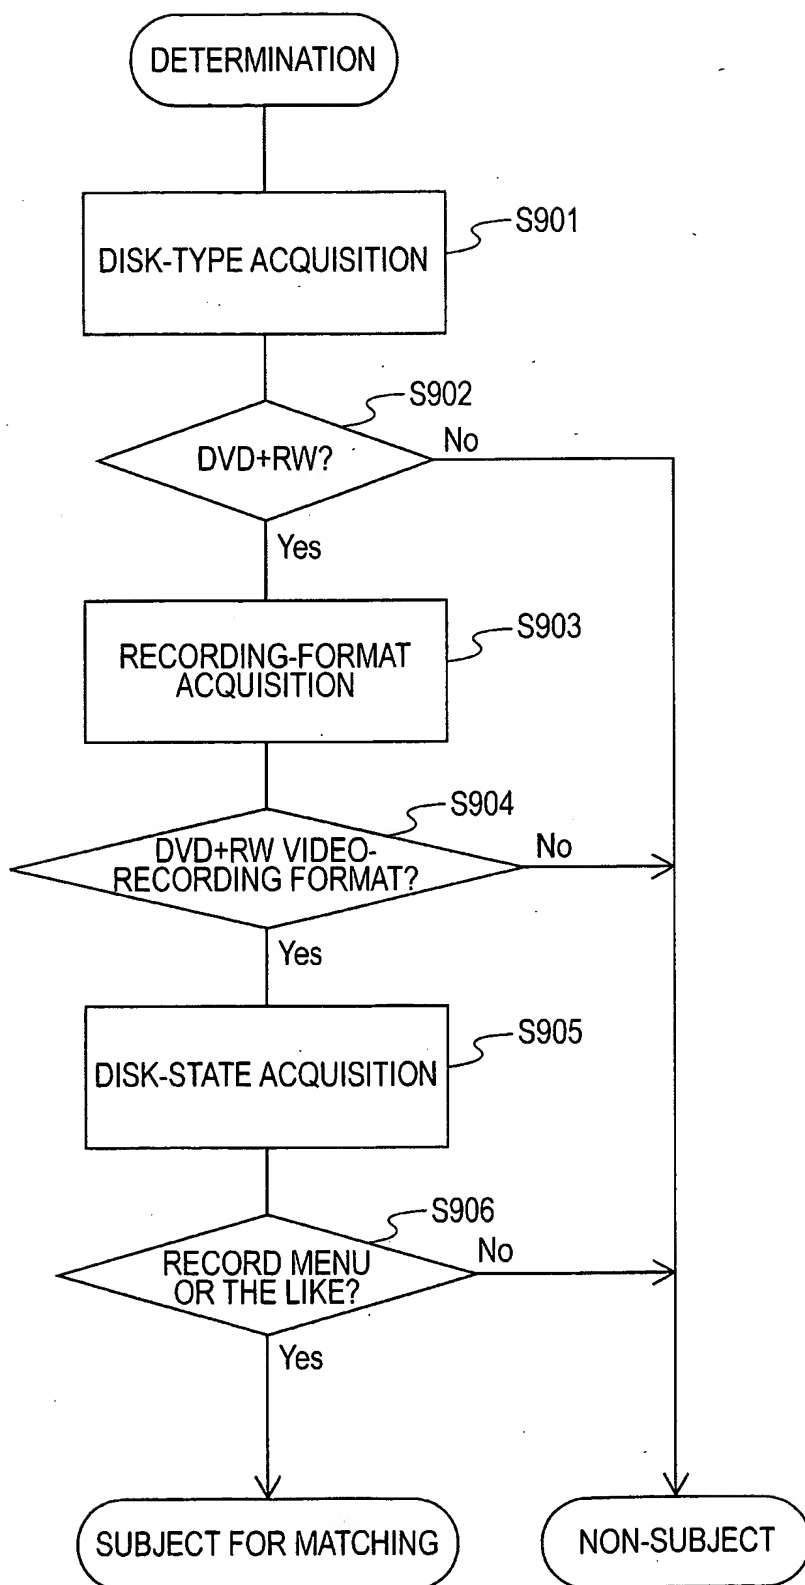 DETERMINATION
S901
DISK-TYPE ACQUISITION
S902
DVD+RW?
No
Yes
S903
RECORDING-FORMAT
ACQUISITION
S904
DVD+RW VIDEO-
RECORDING FORMAT?
No
Yes
S905
DISK-STATE ACQUISITION
S906
RECORD MENU
OR THE LIKE?
No
Yes
SUBJECT FOR MATCHING
NON-SUBJECT